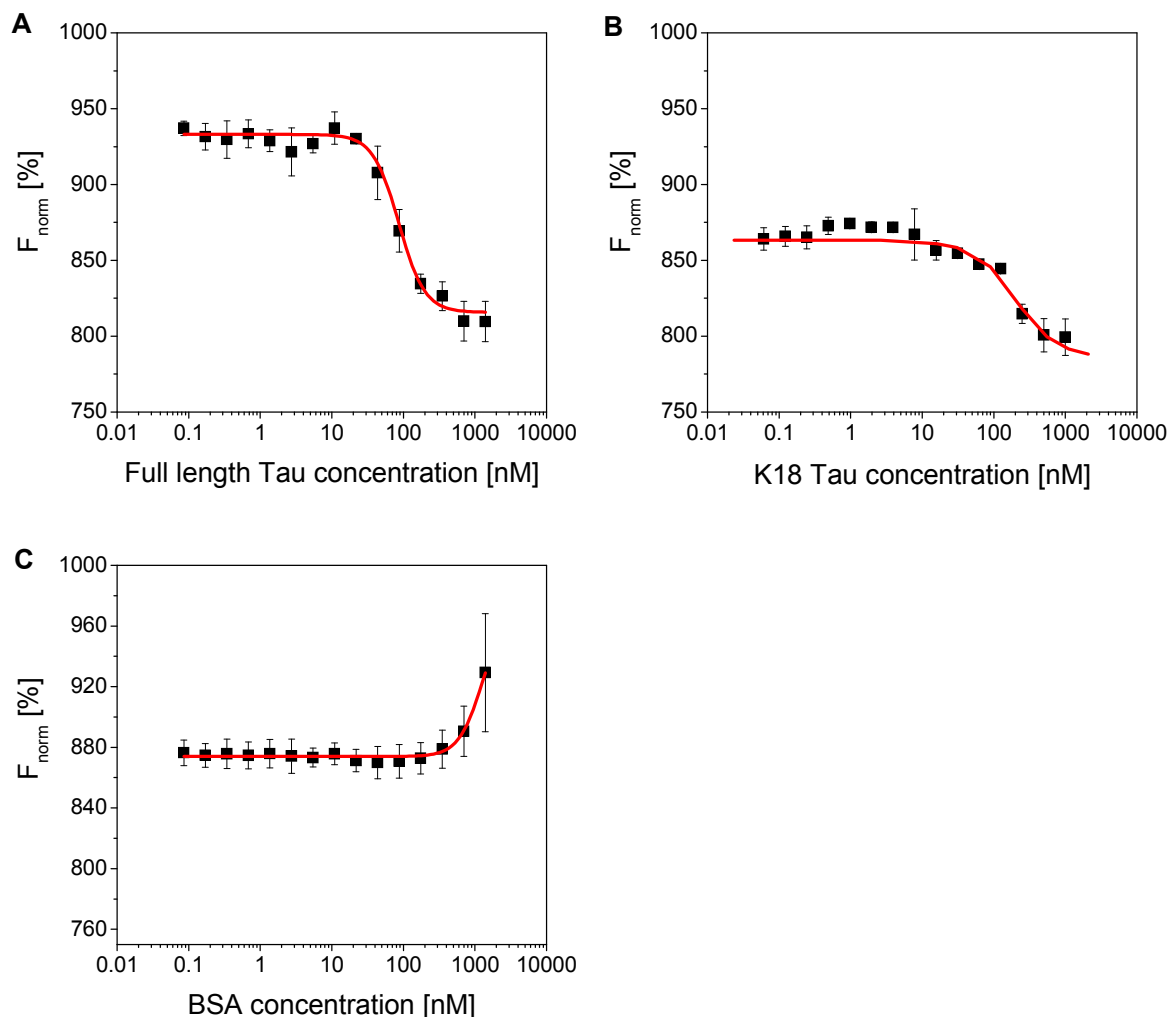 A
1000
950
900
850
800
750
F_norm [%]
0.01 0.1 1 10 100 1000 10000
Full length Tau concentration [nM]
B
1000
950
900
850
800
750
F_norm [%]
0.01 0.1 1 10 100 1000 10000
K18 Tau concentration [nM]
C
1000
960
920
880
840
800
760
F_norm [%]
0.01 0.1 1 10 100 1000 10000
BSA concentration [nM]